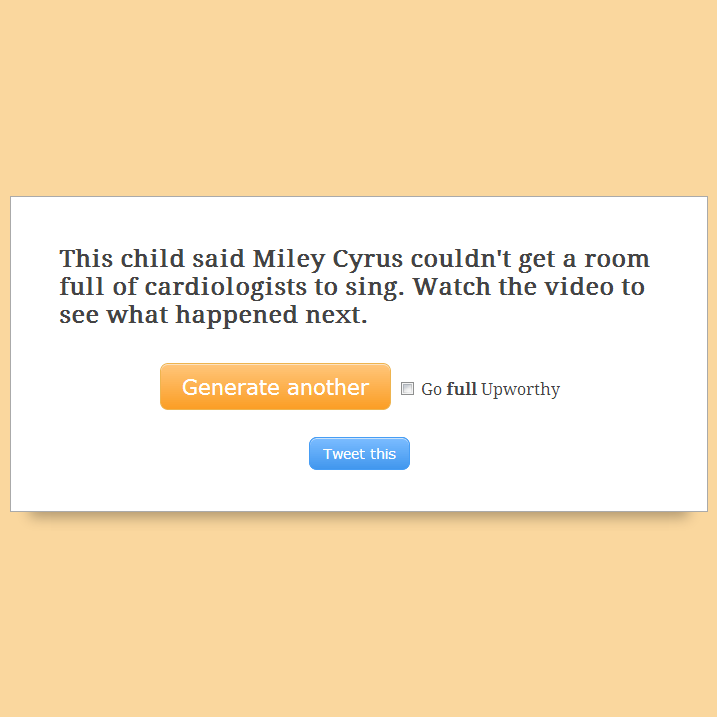 This child said Miley Cyrus couldn't get a room
full of cardiologists to sing. Watch the video to
see what happened next.
Generate another
Go full Upworthy
Tweet this